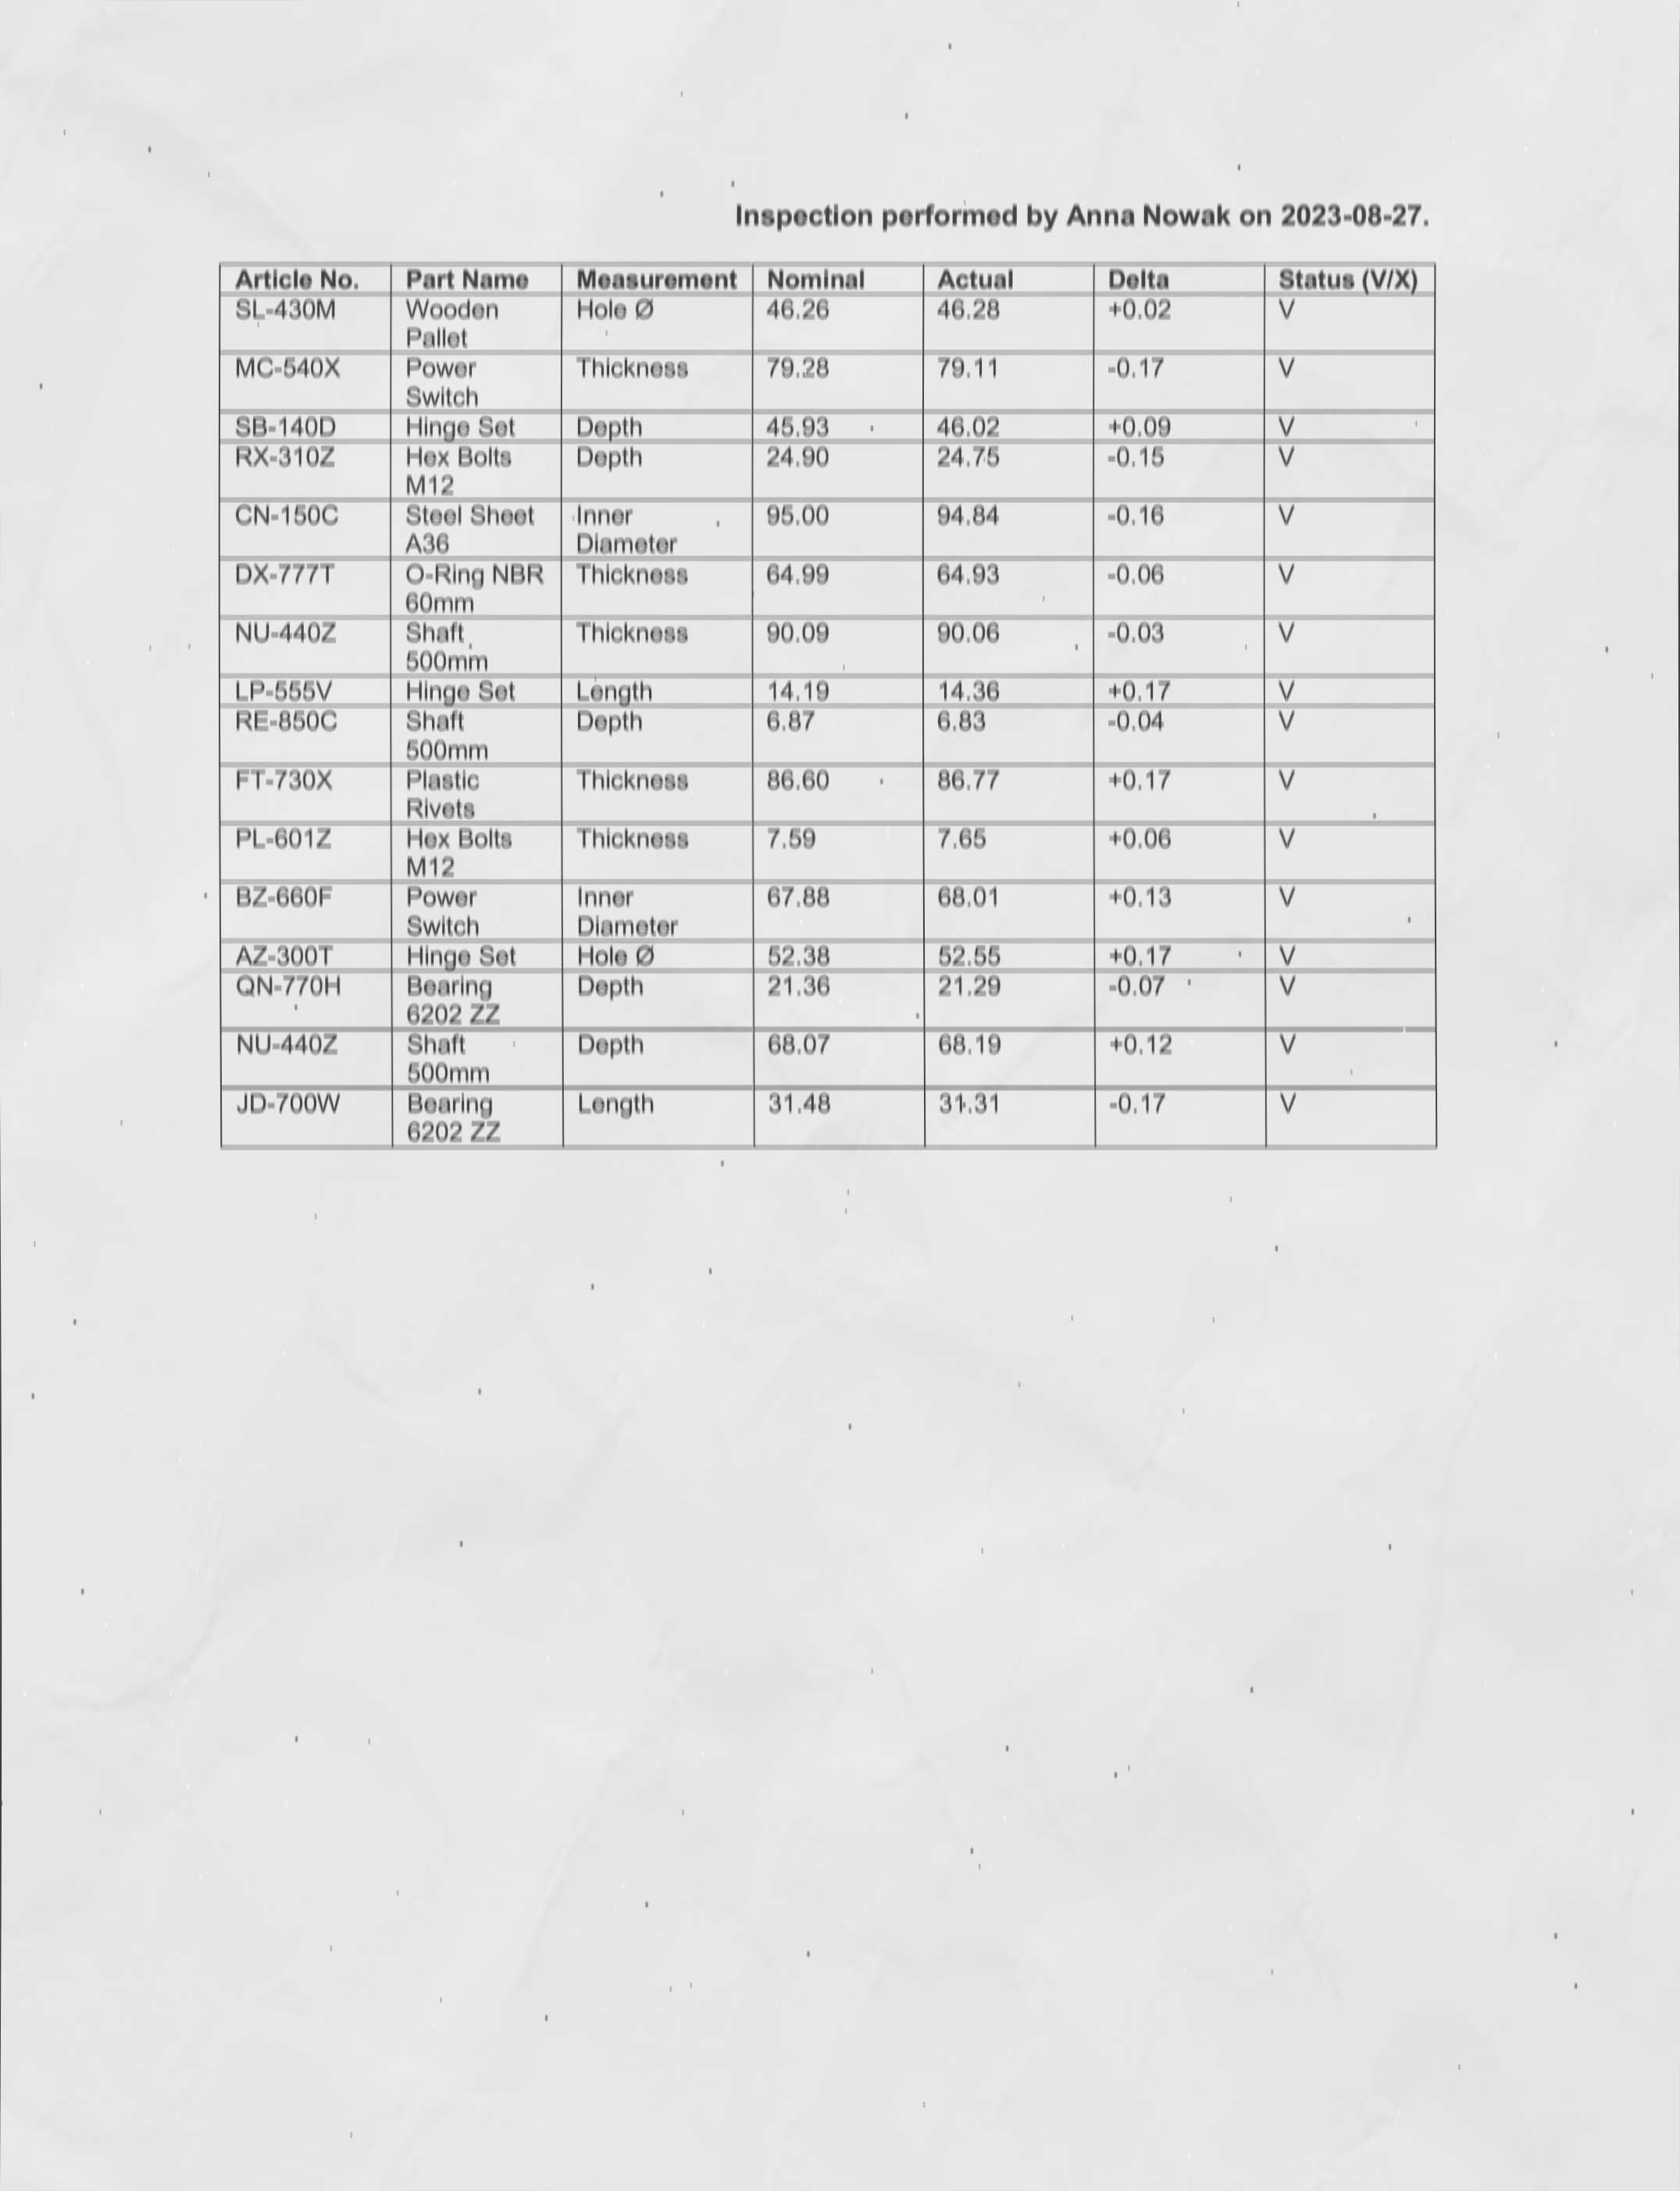 Inspection performed by Anna Nowak on 2023-08-27.
Article No. Part Name Measurement Nominal Actual Delta Status (V/X)
SL-430M Wooden Pallet Hole Ø 46.26 46.28 +0.02 V
MC-540X Power Switch Thickness 79.28 79.11 -0.17 V
SB-140D Hinge Set Depth 45.93 46.02 +0.09 V
RX-310Z Hex Bolts M12 Depth 24.90 24.75 -0.15 V
CN-150C Steel Sheet A36 Inner Diameter 95.00 94.84 -0.16 V
DX-777T O-Ring NBR 60mm Thickness 64.99 64.93 -0.06 V
NU-440Z Shaft 500mm Thickness 90.09 90.06 -0.03 V
LP-555V Hinge Set Length 14.19 14.36 +0.17 V
RE-850C Shaft 500mm Depth 6.87 6.83 -0.04 V
FT-730X Plastic Rivets Thickness 86.60 86.77 +0.17 V
PL-601Z Hex Bolts M12 Thickness 7.59 7.65 +0.06 V
BZ-660F Power Switch Inner Diameter 67.88 68.01 +0.13 V
AZ-300T Hinge Set Hole Ø 52.38 52.55 +0.17 V
QN-770H Bearing 6202 ZZ Depth 21.36 21.29 -0.07 V
NU-440Z Shaft 500mm Depth 68.07 68.19 +0.12 V
JD-700W Bearing 6202 ZZ Length 31.48 31.31 -0.17 V